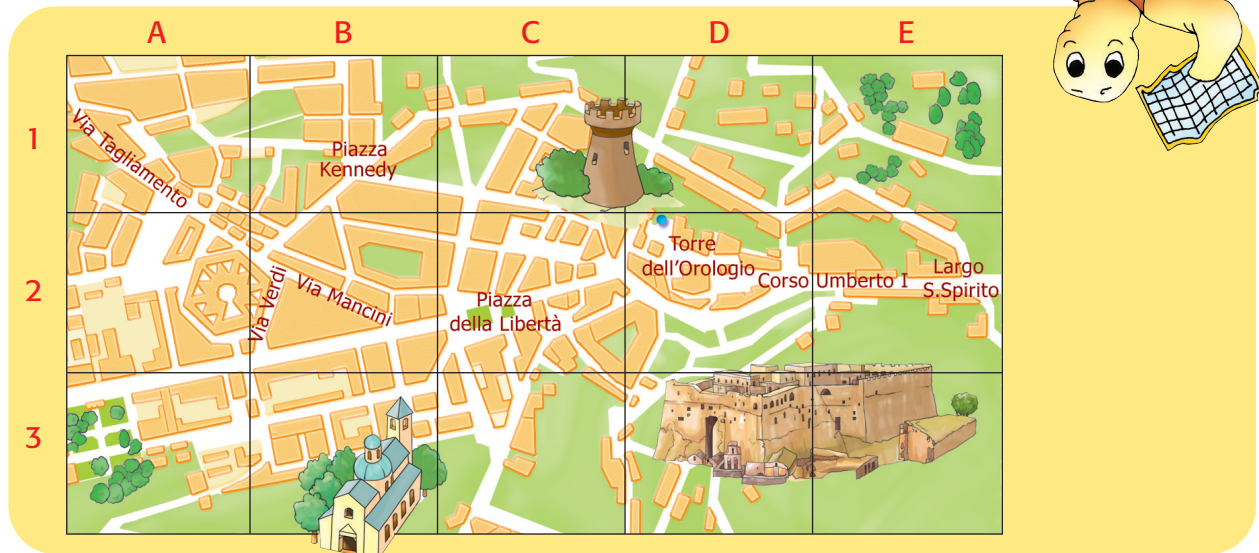 A B C D E
1
Via Tagliamento
Piazza
Kennedy
2
Via Verdi
Via Mancini
Piazza
della Libertà
Torre
dell'Orologio
Corso Umberto I
Largo
S.Spirito
3